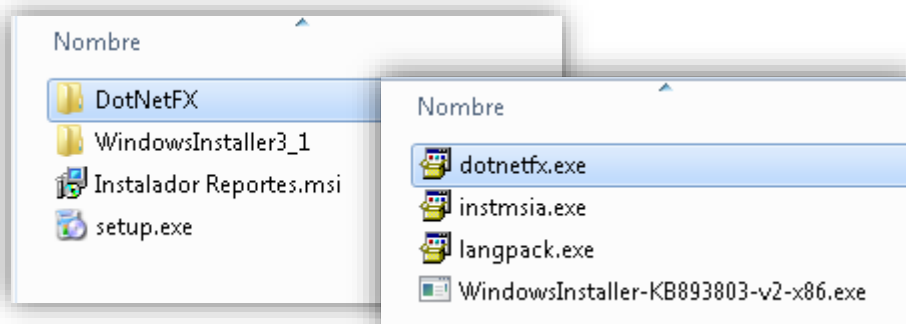 Nombre
DotNetFX
WindowsInstaller3_1
Instalador Reportes.msi
setup.exe
Nombre
dotnetfx.exe
instmsia.exe
langpack.exe
WindowsInstaller-KB893803-v2-x86.exe